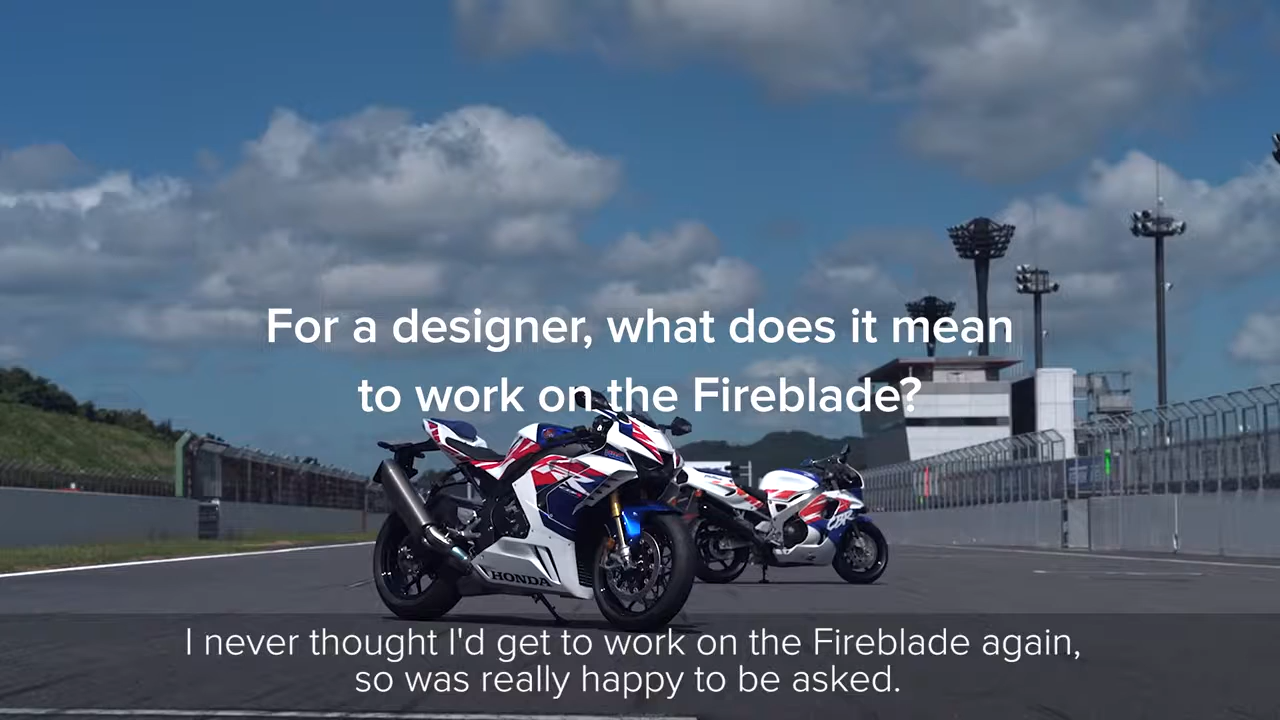 For a designer, what does it mean
to work on the Fireblade?
HONDA
CBR
I never thought I'd get to work on the Fireblade again,
so was really happy to be asked.